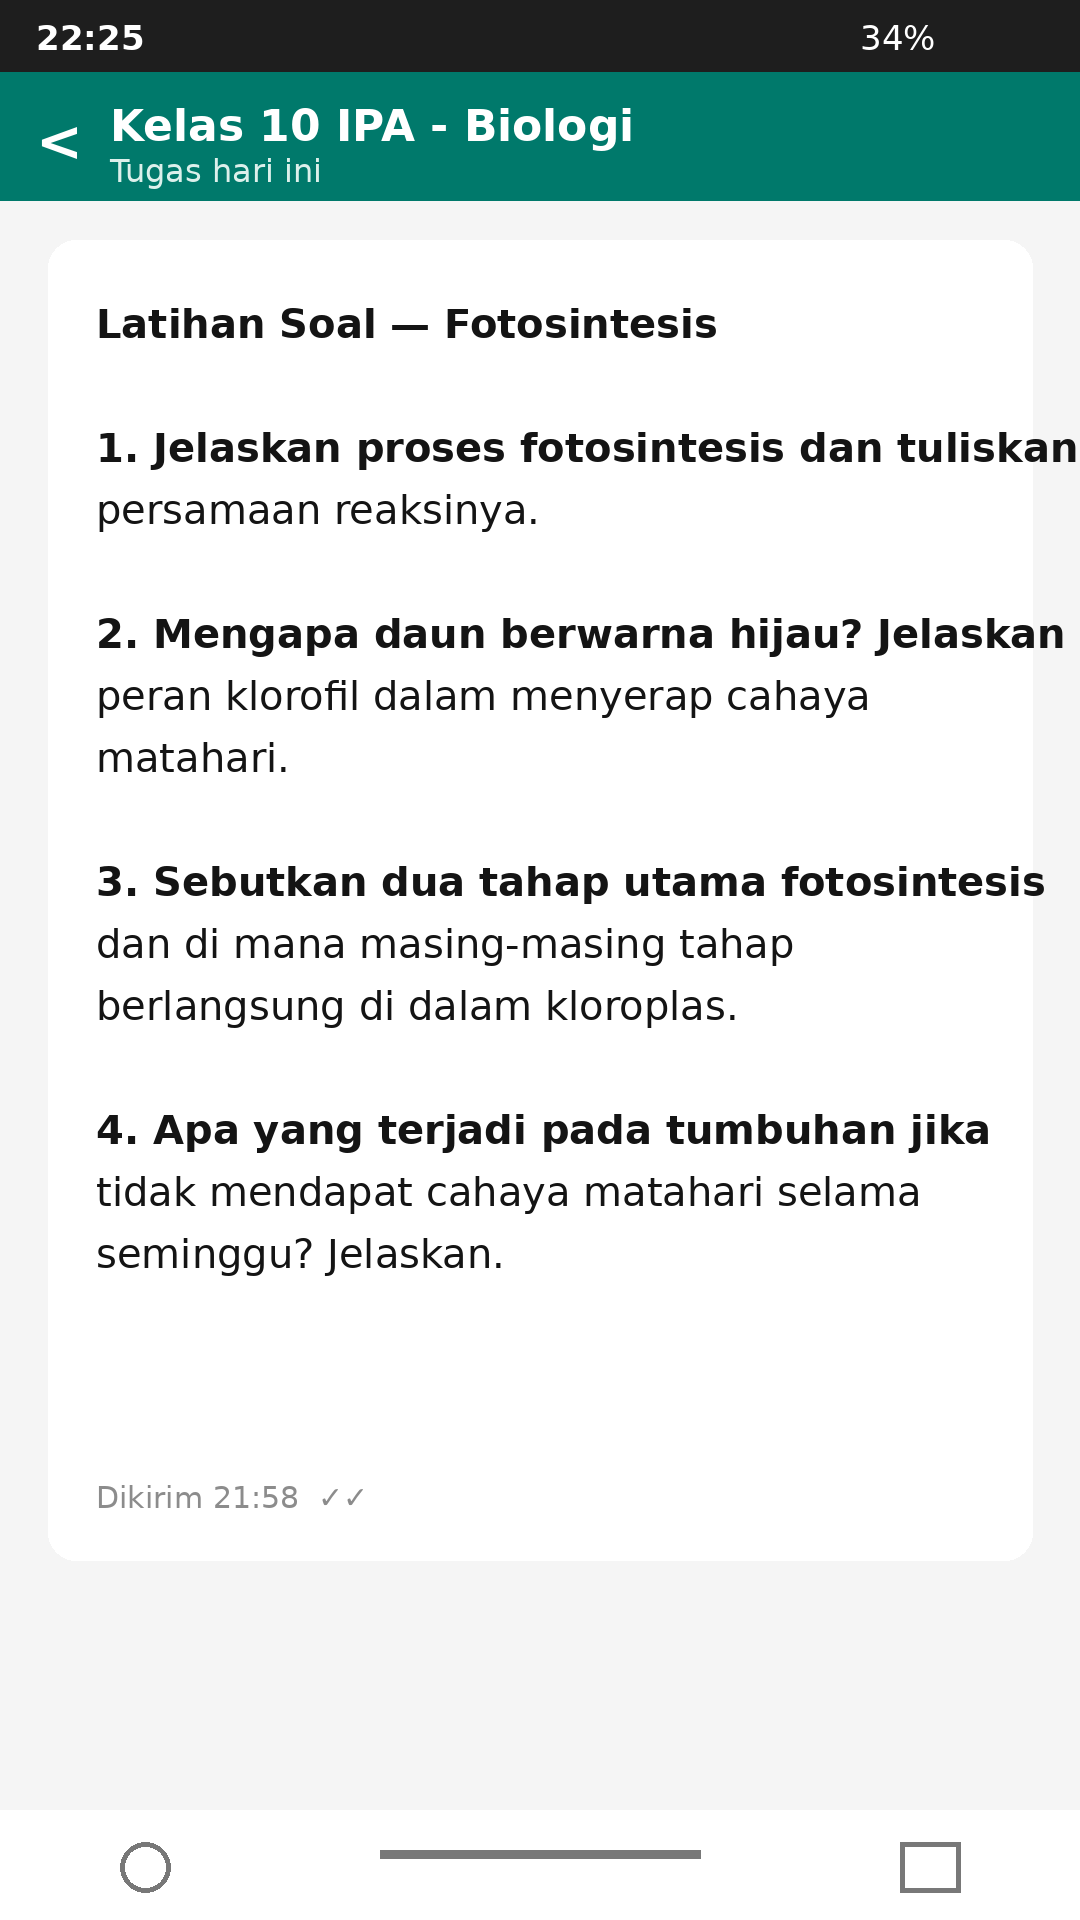 22:25
34%
<
Kelas 10 IPA - Biologi
Tugas hari ini
Latihan Soal — Fotosintesis
1. Jelaskan proses fotosintesis dan tuliskan
persamaan reaksinya.
2. Mengapa daun berwarna hijau? Jelaskan
peran klorofil dalam menyerap cahaya
matahari.
3. Sebutkan dua tahap utama fotosintesis
dan di mana masing-masing tahap
berlangsung di dalam kloroplas.
4. Apa yang terjadi pada tumbuhan jika
tidak mendapat cahaya matahari selama
seminggu? Jelaskan.
Dikirim 21:58 ✓✓